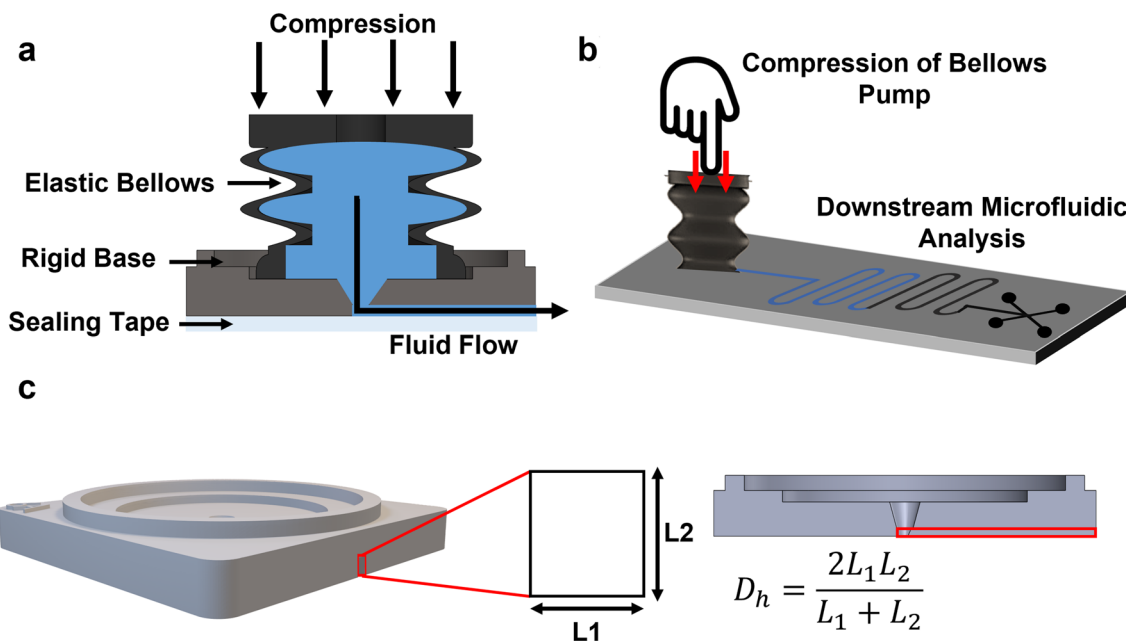 a
Compression
Elastic Bellows
Rigid Base
Sealing Tape
Fluid Flow
b
Compression of Bellows
Pump
Downstream Microfluidic
Analysis
c
L2
L1
D_h = 2L_1L_2 / (L_1 + L_2)